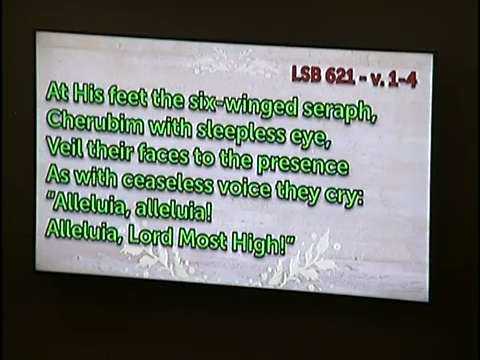 LSB 621 - v. 1-4
At His feet the six-winged seraph,
Cherubim with sleepless eye,
Veil their faces to the presence
As with ceaseless voice they cry:
"Alleluia, alleluia!
Alleluia, Lord Most High!"